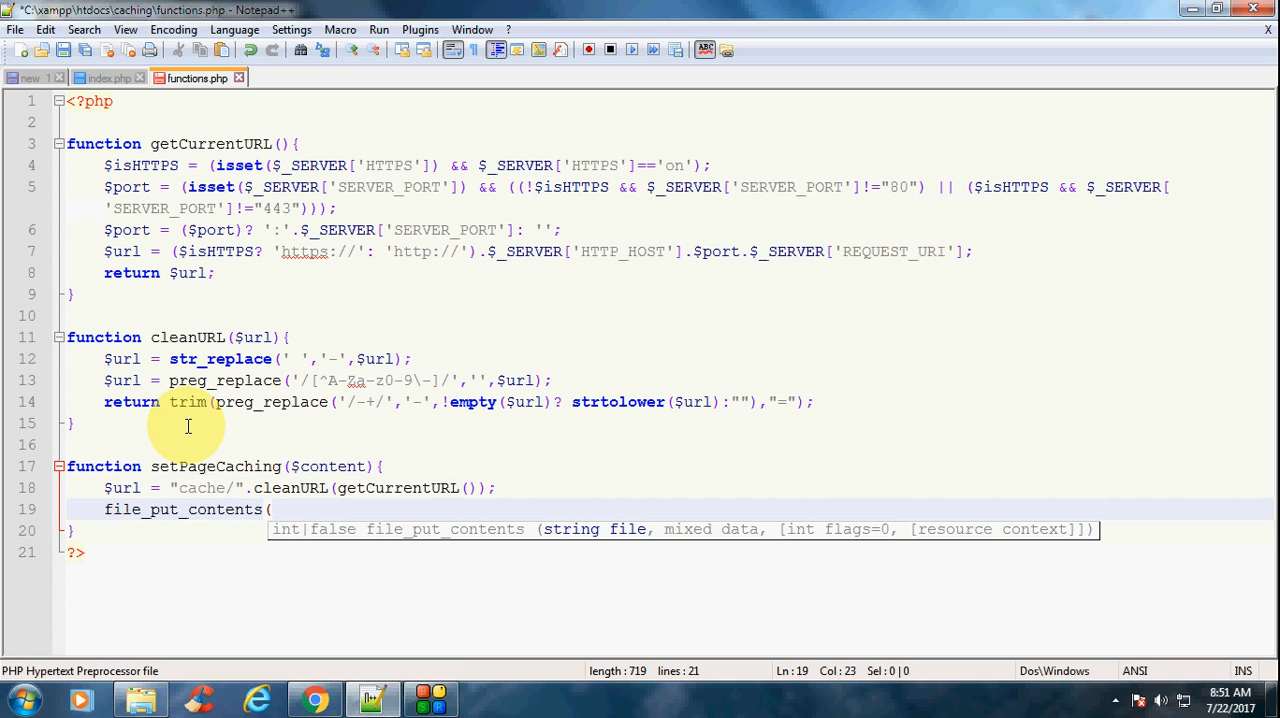 *C:\xampp\htdocs\caching\functions.php - Notepad++
File Edit Search View Encoding Language Settings Macro Run Plugins Window ? X
new 1 index.php functions.php
1 <?php
2
3 function getCurrentURL(){
4 $isHTTPS = (isset($_SERVER['HTTPS']) && $_SERVER['HTTPS']=='on');
5 $port = (isset($_SERVER['SERVER_PORT']) && ((!$isHTTPS && $_SERVER['SERVER_PORT']!="80") || ($isHTTPS && $_SERVER[
'SERVER_PORT']!="443")));
6 $port = ($port)? ':'.$_SERVER['SERVER_PORT']: '';
7 $url = ($isHTTPS? 'https://': 'http://').$_SERVER['HTTP_HOST'].$port.$_SERVER['REQUEST_URI'];
8 return $url;
9 }
10
11 function cleanURL($url){
12 $url = str_replace(' ','-',$url);
13 $url = preg_replace('/[^A-Za-z0-9\-]/','',$url);
14 return trim(preg_replace('/-+/','-',!empty($url)? strtolower($url):""),"=");
15 }
16
17 function setPageCaching($content){
18 $url = "cache/".cleanURL(getCurrentURL());
19 file_put_contents(
20 } int|false file_put_contents (string file, mixed data, [int flags=0, [resource context]])
21 ?>
PHP Hypertext Preprocessor file length : 719 lines : 21 Ln : 19 Col : 23 Sel : 0 | 0 Dos\Windows ANSI INS
8:51 AM
7/22/2017